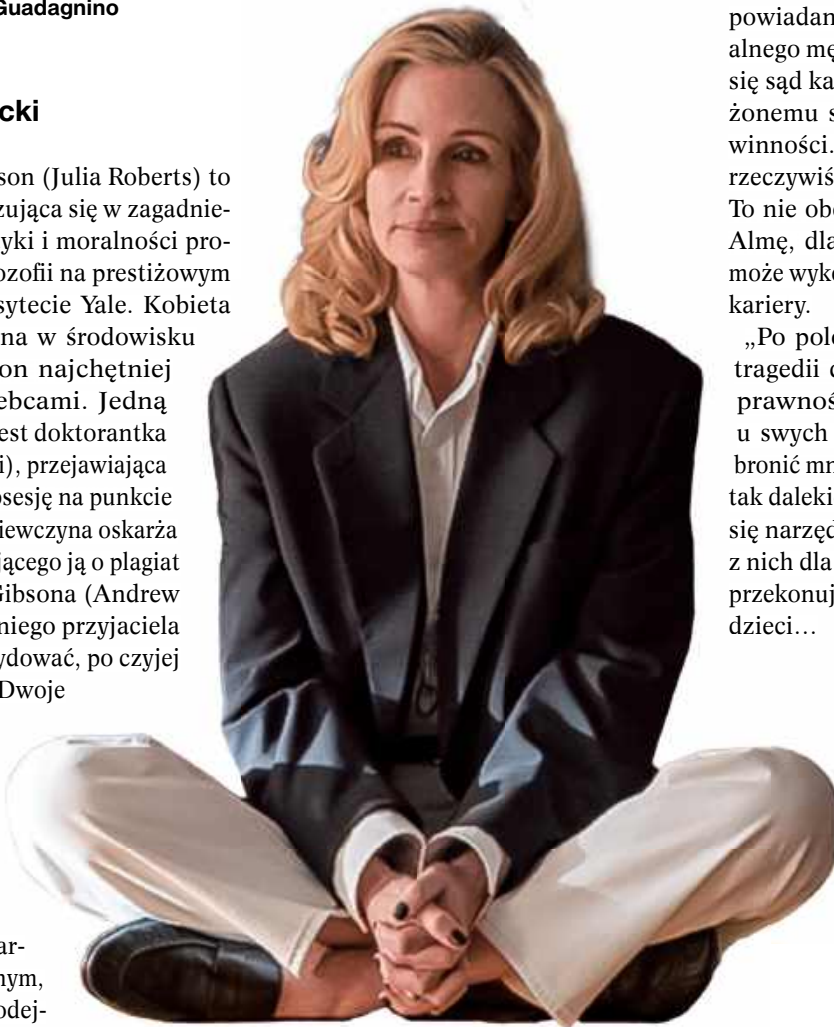 Guadagnino
cki
son (Julia Roberts) to
zująca się w zagadnie-
yki i moralności pro-
ozofii na prestiżowym
sytecie Yale. Kobieta
na w środowisku
on najchętniej
ebcami. Jedną
est doktorantka
i), przejawiająca
bsesję na punkcie
iewczyna oskarża
jącego ją o plagiat
Gibsona (Andrew
niego przyjaciela
ydować, po czyjej
Dwoje
ar-
nym,
odej-
powiadan
alnego mę
się sąd ka
żonemu s
winności.
rzeczywiś
To nie obo
Almę, dla
może wyko
kariery.
„Po polo
tragedii o
prawnoś
u swych
bronić mn
tak daleki
się narzęd
z nich dla
przekonuj
dzieci…